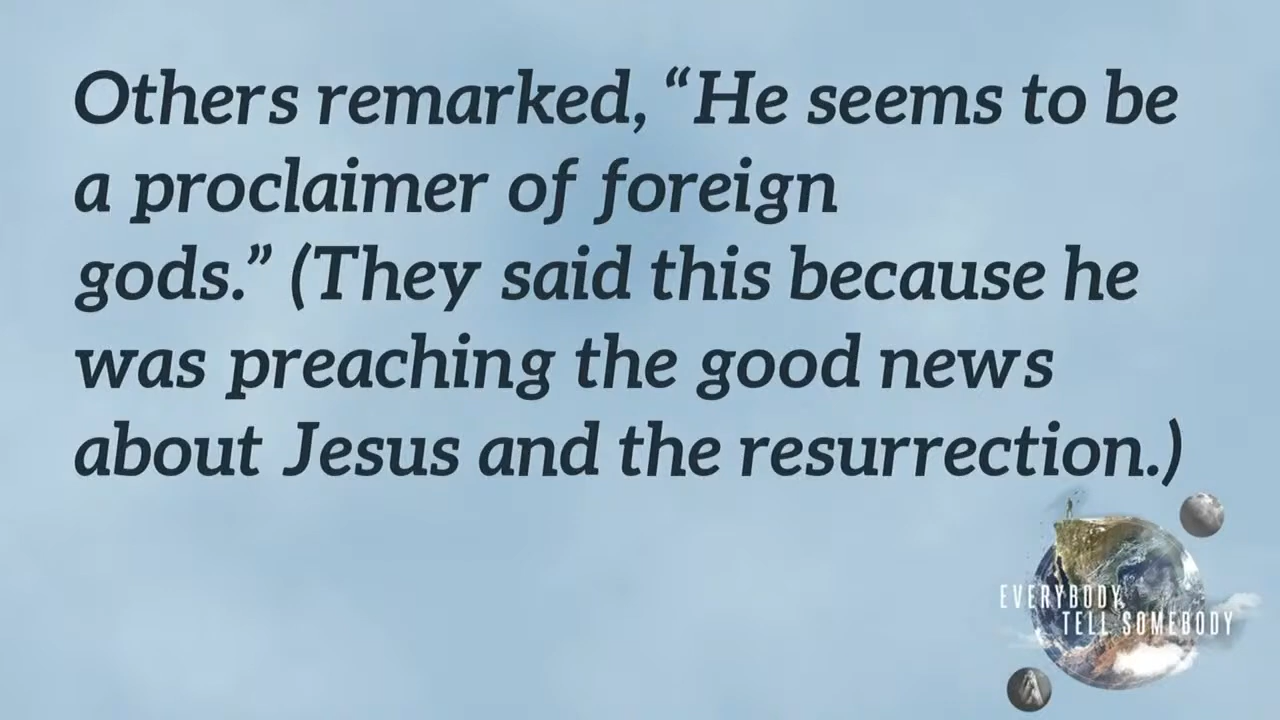 Others remarked, “He seems to be
a proclaimer of foreign
gods.” (They said this because he
was preaching the good news
about Jesus and the resurrection.)
EVERYBODY,
TELL SOMEBODY